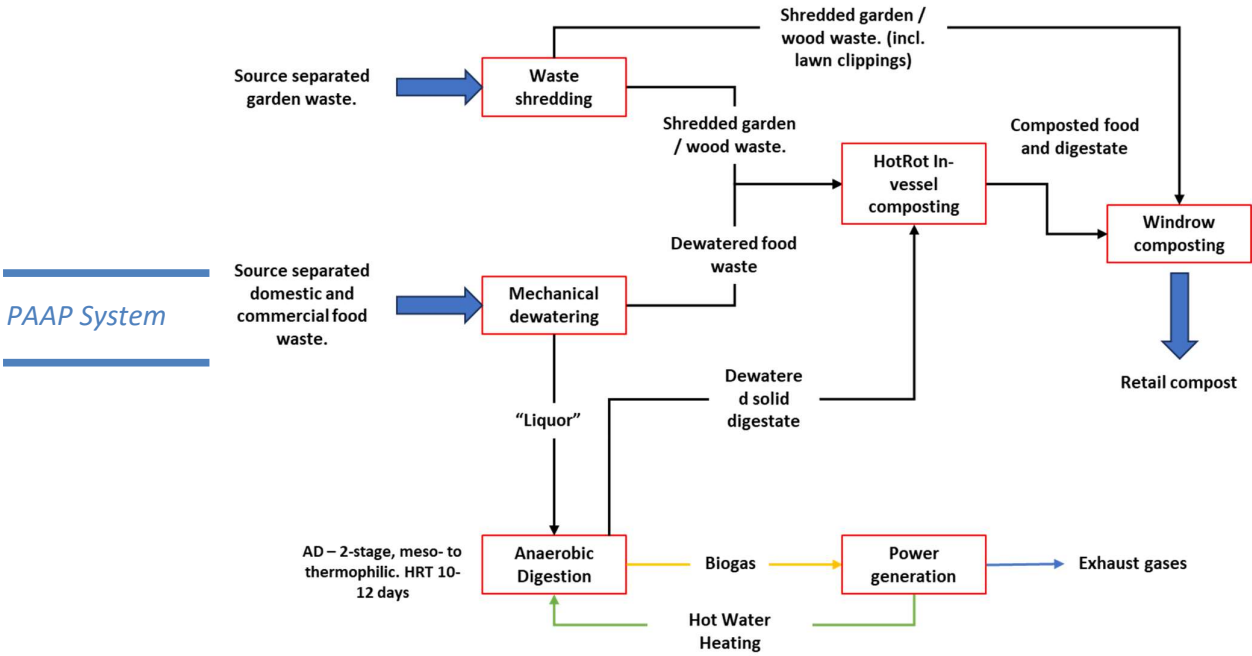 Shredded garden /
wood waste. (incl.
lawn clippings)
Source separated
garden waste.
Waste
shredding
Shredded garden
/ wood waste.
Composted food
and digestate
HotRot In-
vessel
composting
Windrow
composting
Dewatered food
waste
PAAP System
Source separated
domestic and
commercial food
waste.
Mechanical
dewatering
Retail compost
Dewatere
d solid
digestate
“Liquor”
AD – 2-stage, meso- to
thermophilic. HRT 10-
12 days
Anaerobic
Digestion
Biogas
Power
generation
Exhaust gases
Hot Water
Heating